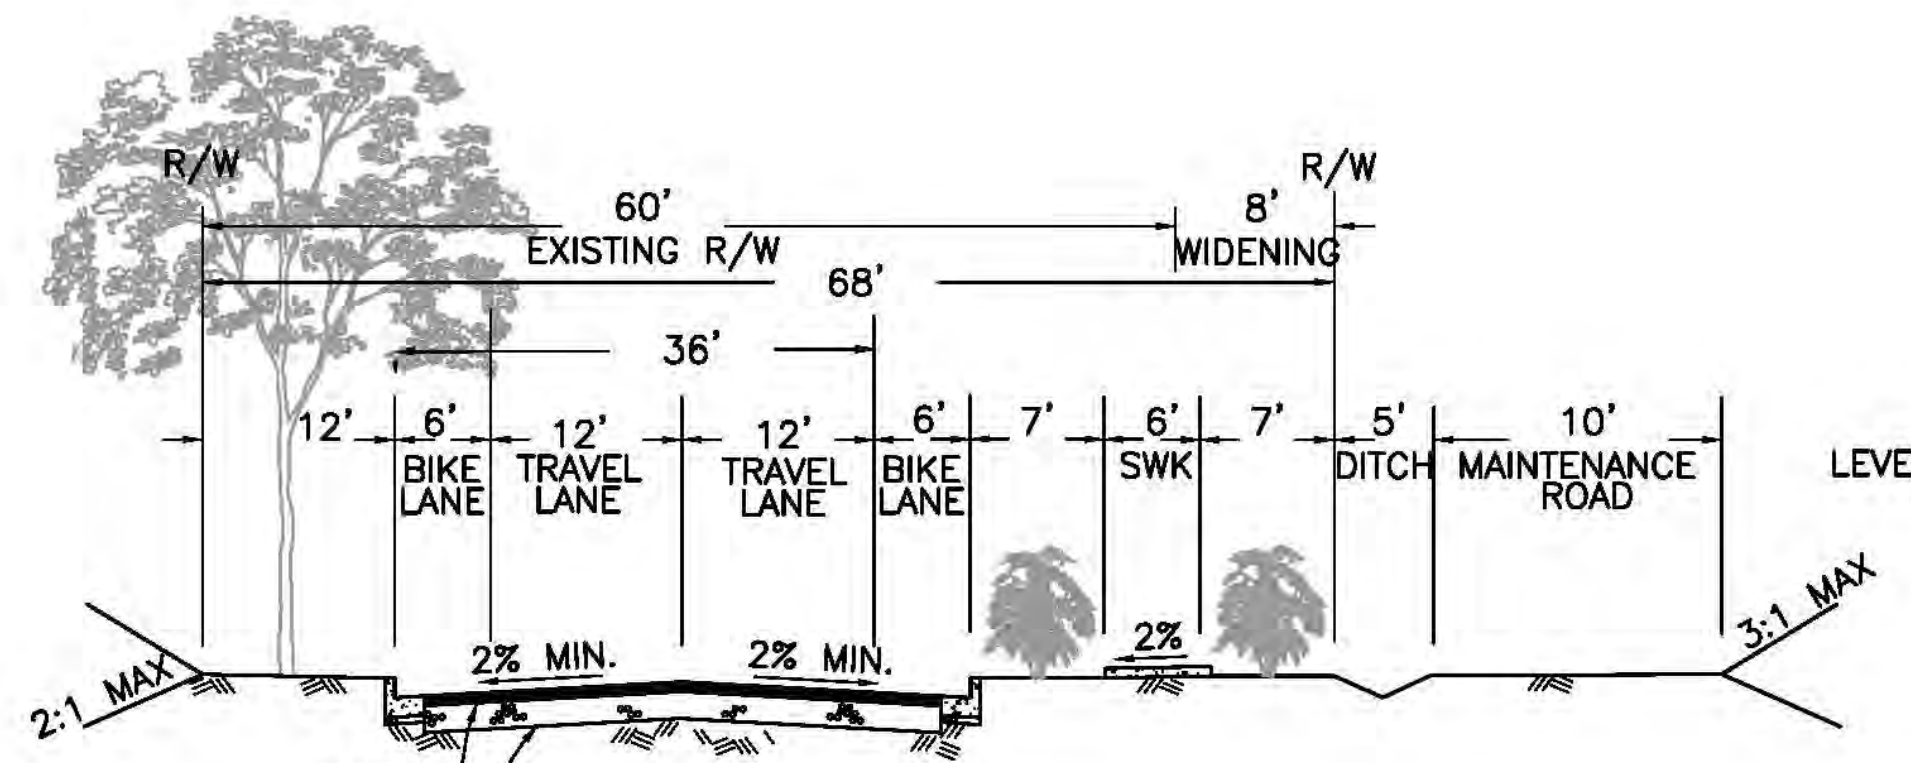 R/W
R/W
60'
8'
EXISTING R/W
WIDENING
68'
36'
12'
6'
12'
12'
6'
7'
6'
7'
5'
10'
BIKE LANE
TRAVEL LANE
TRAVEL LANE
BIKE LANE
SWK
DITCH
MAINTENANCE ROAD
LEVE
2% MIN.
2% MIN.
2%
2:1 MAX
3:1 MAX